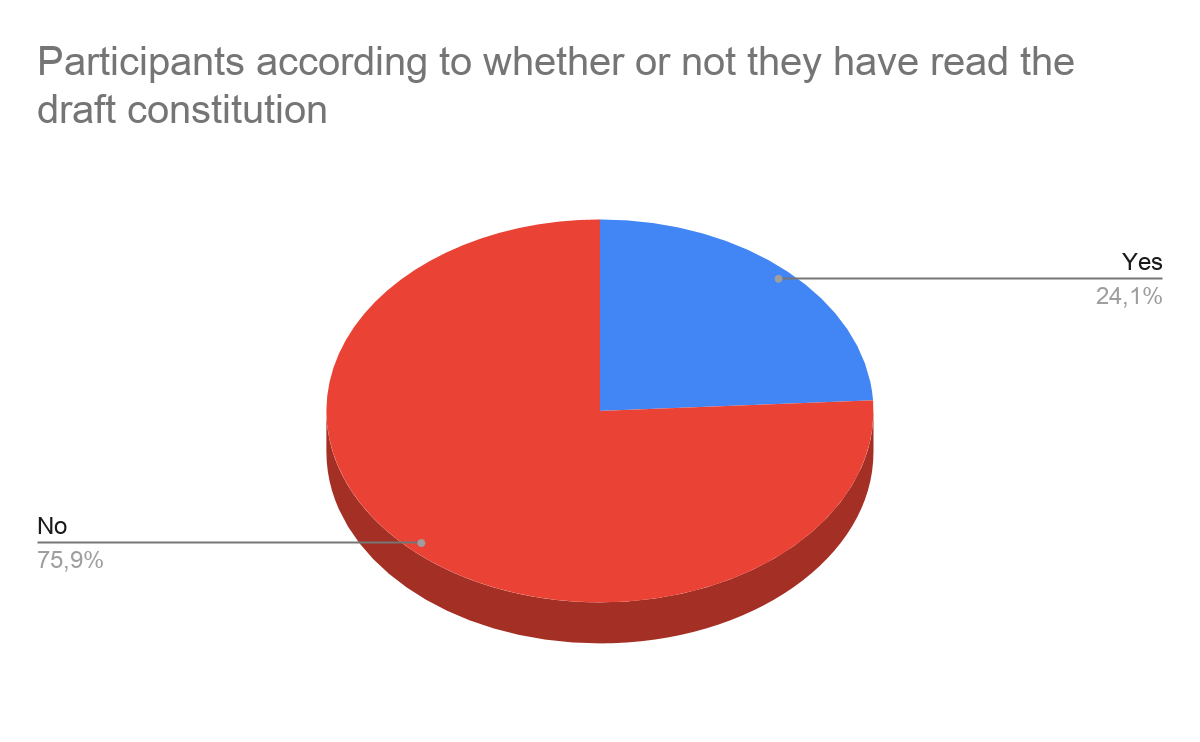 Participants according to whether or not they have read the
draft constitution
Yes
24,1%
No
75,9%